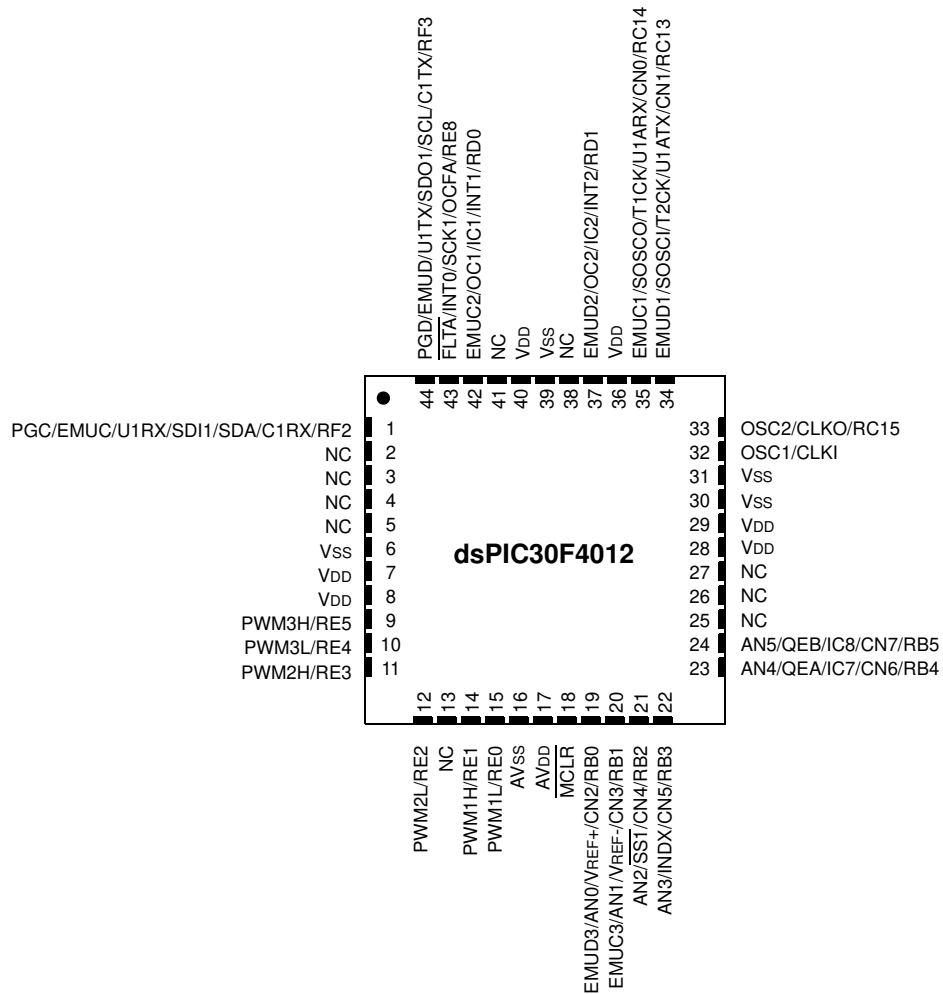 PGD/EMUD/U1TX/SDO1/SCL/C1TX/RF3
FLTA/INT0/SCK1/OCFA/RE8
EMUC2/OC1/IC1/INT1/RD0
NC
VDD
VSS
NC
EMUD2/OC2/IC2/INT2/RD1
VDD
EMUC1/SOSCO/T1CK/U1ARX/CN0/RC14
EMUD1/SOSCI/T2CK/U1ATX/CN1/RC13
44 43 42 41 40 39 38 37 36 35 34
PGC/EMUC/U1RX/SDI1/SDA/C1RX/RF2 1
NC 2
NC 3
NC 4
NC 5
VSS 6
VDD 7
VDD 8
PWM3H/RE5 9
PWM3L/RE4 10
PWM2H/RE3 11
dsPIC30F4012
33 OSC2/CLKO/RC15
32 OSC1/CLKI
31 VSS
30 VSS
29 VDD
28 VDD
27 NC
26 NC
25 NC
24 AN5/QEB/IC8/CN7/RB5
23 AN4/QEA/IC7/CN6/RB4
12 13 14 15 16 17 18 19 20 21 22
PWM2L/RE2
NC
PWM1H/RE1
PWM1L/RE0
AVSS
AVDD
MCLR
EMUD3/AN0/VREF+/CN2/RB0
EMUC3/AN1/VREF-/CN3/RB1
AN2/SS1/CN4/RB2
AN3/INDX/CN5/RB3